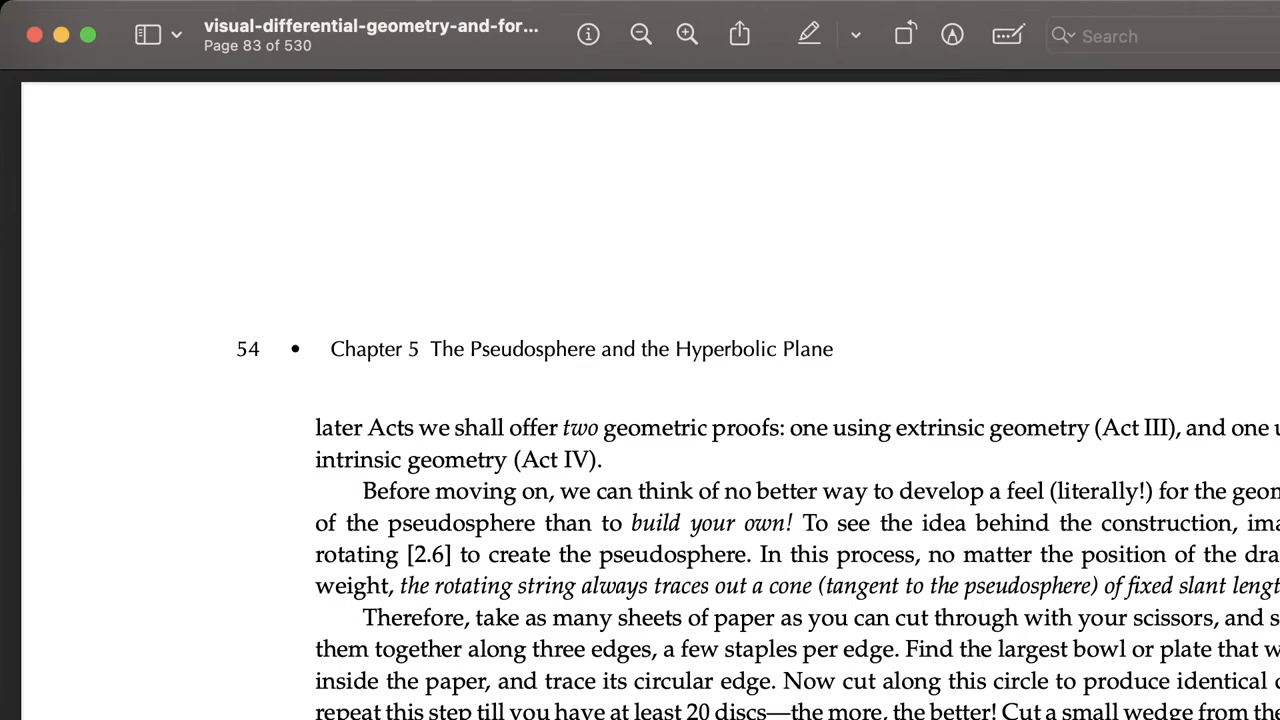 visual-differential-geometry-and-for...
Page 83 of 530
Search
54 • Chapter 5 The Pseudosphere and the Hyperbolic Plane
later Acts we shall offer two geometric proofs: one using extrinsic geometry (Act III), and one
intrinsic geometry (Act IV).
Before moving on, we can think of no better way to develop a feel (literally!) for the
of the pseudosphere than to build your own! To see the idea behind the construction,
rotating [2.6] to create the pseudosphere. In this process, no matter the position of the
weight, the rotating string always traces out a cone (tangent to the pseudosphere) of fixed slant
Therefore, take as many sheets of paper as you can cut through with your scissors, and
them together along three edges, a few staples per edge. Find the largest bowl or plate that
inside the paper, and trace its circular edge. Now cut along this circle to produce identical
repeat this step till you have at least 20 discs—the more, the better! Cut a small wedge from the